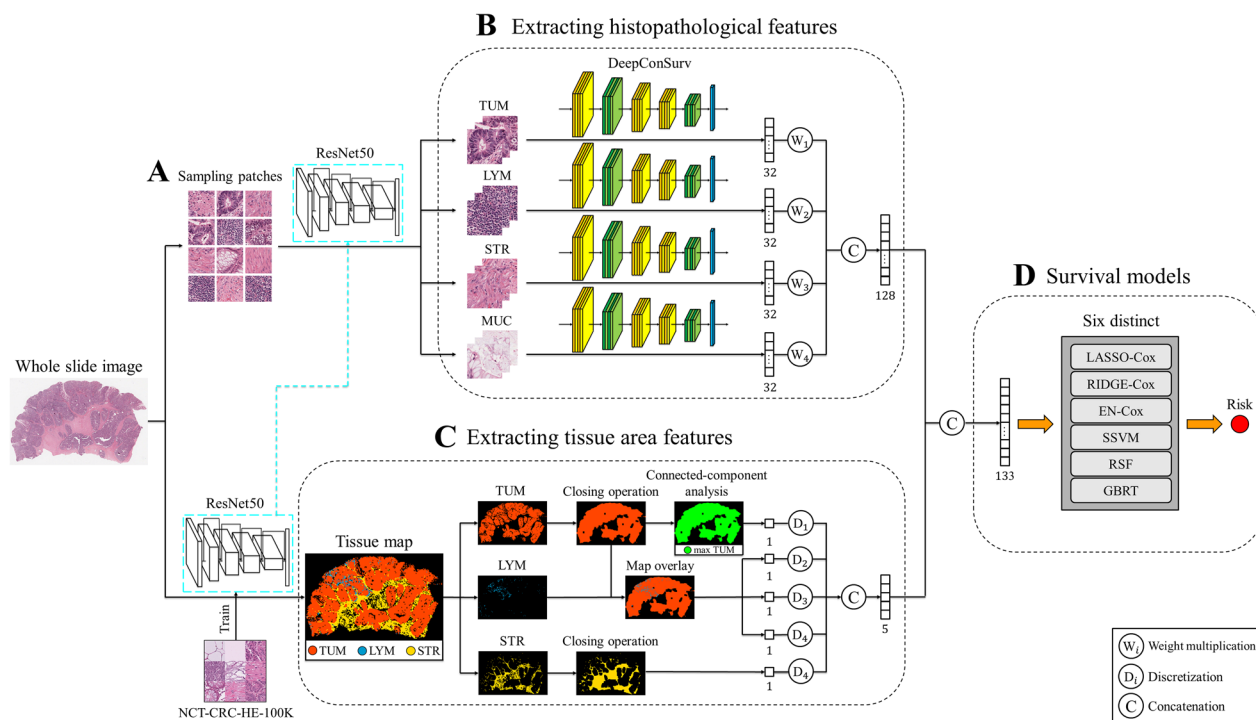 A
Sampling patches
ResNet50
B Extracting histopathological features
DeepConSurv
TUM
32
W1
LYM
32
W2
STR
32
W3
MUC
32
W4
C
128
Whole slide image
ResNet50
Train
NCT-CRC-HE-100K
C Extracting tissue area features
Tissue map
TUM LYM STR
TUM
Closing operation
Connected-component
analysis
max TUM
1
D1
LYM
Map overlay
1
D2
1
D3
1
D4
STR
Closing operation
1
D4
C
5
C
D Survival models
133
Six distinct
LASSO-Cox
RIDGE-Cox
EN-Cox
SSVM
RSF
GBRT
Risk
Wi Weight multiplication
Di Discretization
C Concatenation